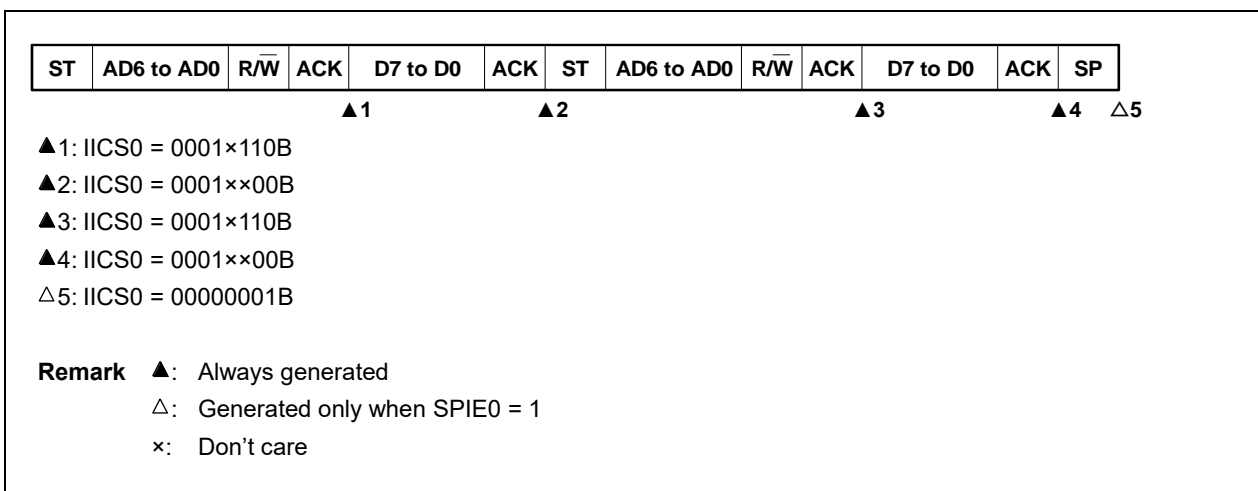 ST AD6 to AD0 R/W̅ ACK D7 to D0 ACK ST AD6 to AD0 R/W̅ ACK D7 to D0 ACK SP
▲1 ▲2 ▲3 ▲4 △5
▲1: IICS0 = 0001×110B
▲2: IICS0 = 0001××00B
▲3: IICS0 = 0001×110B
▲4: IICS0 = 0001××00B
△5: IICS0 = 00000001B
Remark ▲: Always generated
△: Generated only when SPIE0 = 1
×: Don’t care